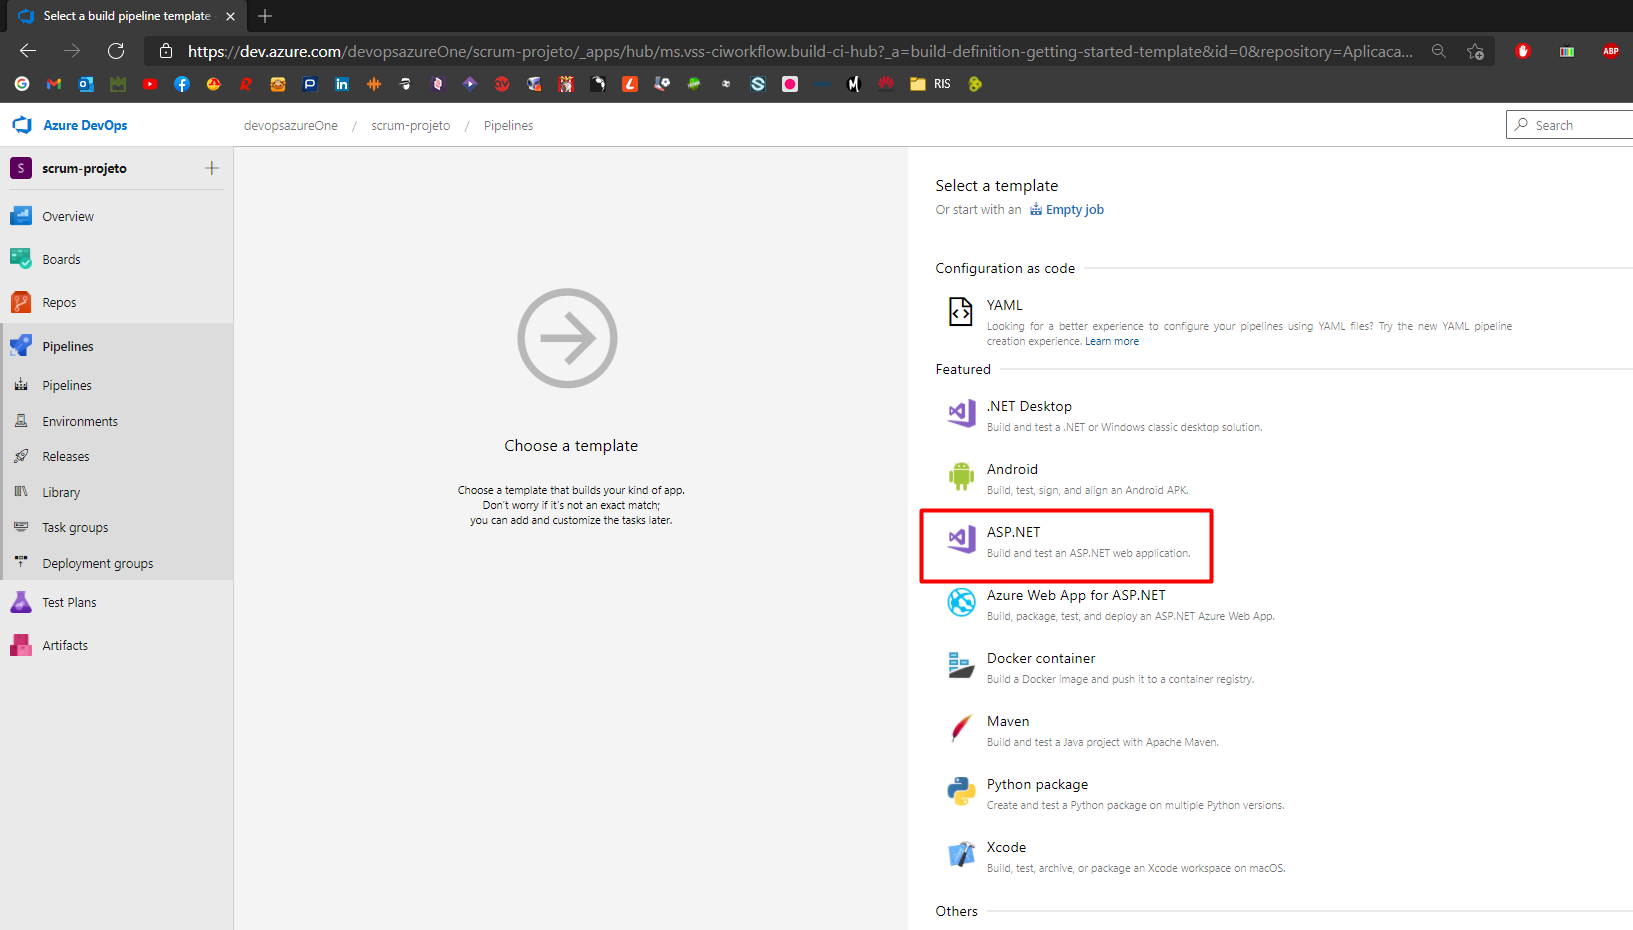 Select a build pipeline template
https://dev.azure.com/devopsazureOne/scrum-projeto/_apps/hub/ms.vss-ciworkflow.build-ci-hub?_a=build-definition-getting-started-template&id=0&repository=Aplicaca...
ABP
RIS
Azure DevOps
devopsazureOne / scrum-projeto / Pipelines
Search
S scrum-projeto
Overview
Boards
Repos
Pipelines
Pipelines
Environments
Releases
Library
Task groups
Deployment groups
Test Plans
Artifacts
Choose a template
Choose a template that builds your kind of app.
Don't worry if it's not an exact match;
you can add and customize the tasks later.
Select a template
Or start with an Empty job
Configuration as code
YAML
Looking for a better experience to configure your pipelines using YAML files? Try the new YAML pipeline
creation experience. Learn more
Featured
.NET Desktop
Build and test a .NET or Windows classic desktop solution.
Android
Build, test, sign, and align an Android APK.
ASP.NET
Build and test an ASP.NET web application.
Azure Web App for ASP.NET
Build, package, test, and deploy an ASP.NET Azure Web App.
Docker container
Build a Docker image and push it to a container registry.
Maven
Build and test a Java project with Apache Maven.
Python package
Create and test a Python package on multiple Python versions.
Xcode
Build, test, archive, or package an Xcode workspace on macOS.
Others